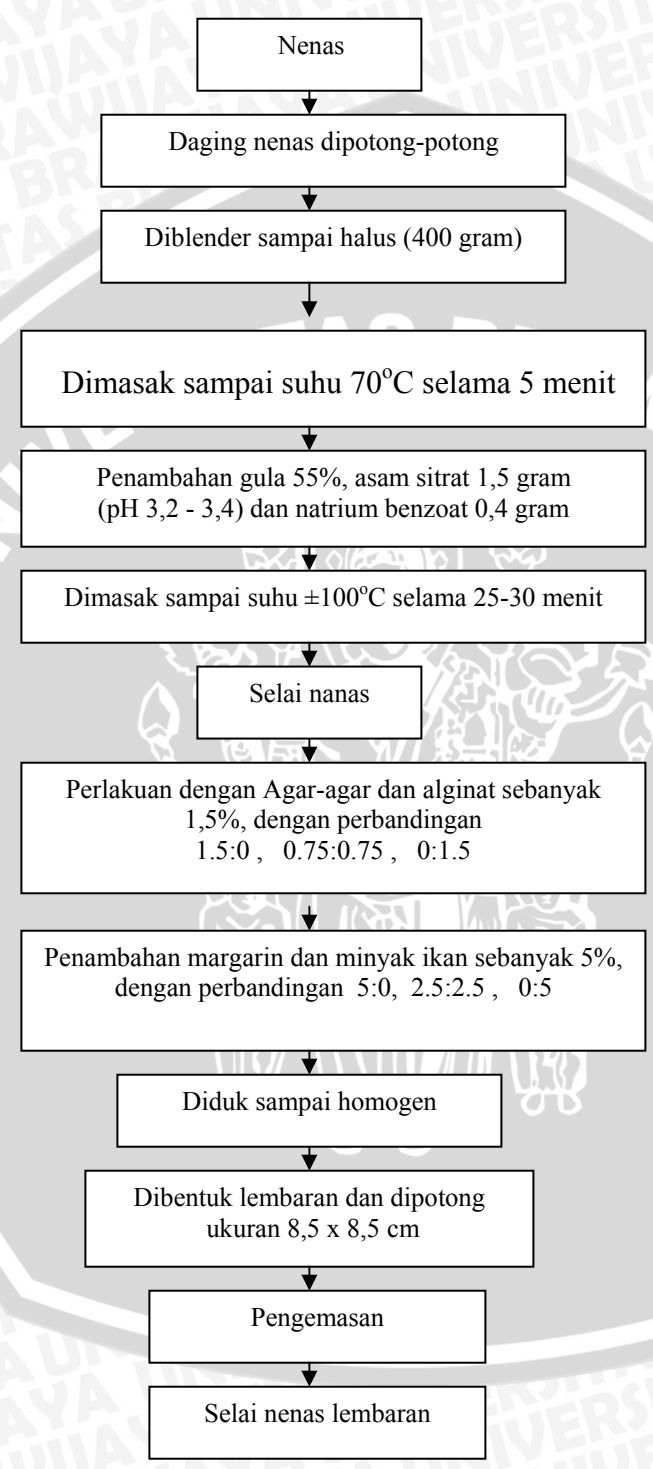 Nenas
Daging nenas dipotong-potong
Diblender sampai halus (400 gram)
Dimasak sampai suhu 70°C selama 5 menit
Penambahan gula 55%, asam sitrat 1,5 gram
(pH 3,2 - 3,4) dan natrium benzoat 0,4 gram
Dimasak sampai suhu ±100°C selama 25-30 menit
Selai nanas
Perlakuan dengan Agar-agar dan alginat sebanyak
1,5%, dengan perbandingan
1.5:0 , 0.75:0.75 , 0:1.5
Penambahan margarin dan minyak ikan sebanyak 5%,
dengan perbandingan 5:0, 2.5:2.5 , 0:5
Diduk sampai homogen
Dibentuk lembaran dan dipotong
ukuran 8,5 x 8,5 cm
Pengemasan
Selai nenas lembaran